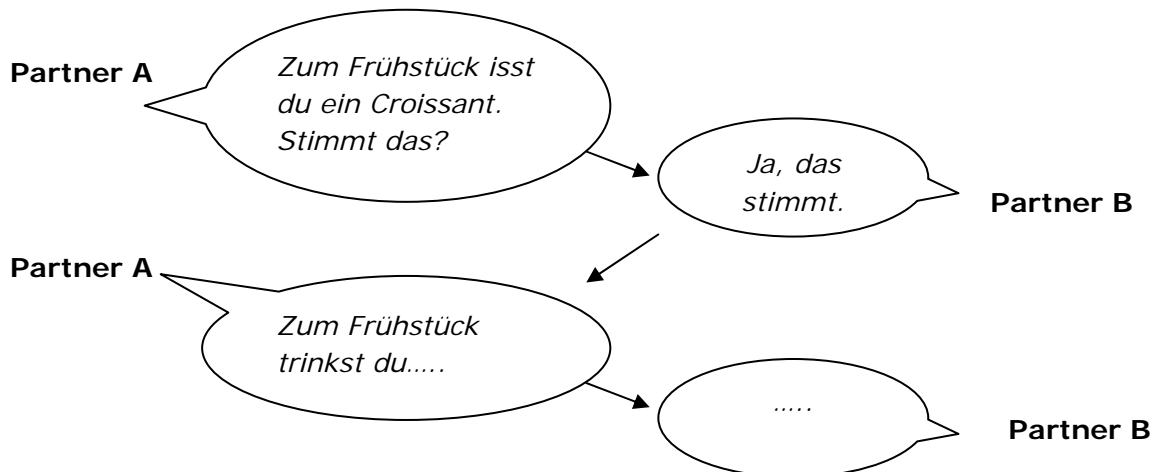 Partner A
Zum Frühstück isst
du ein Croissant.
Stimmt das?
Ja, das
stimmt.
Partner B
Partner A
Zum Frühstück
trinkst du…..
…..
Partner B